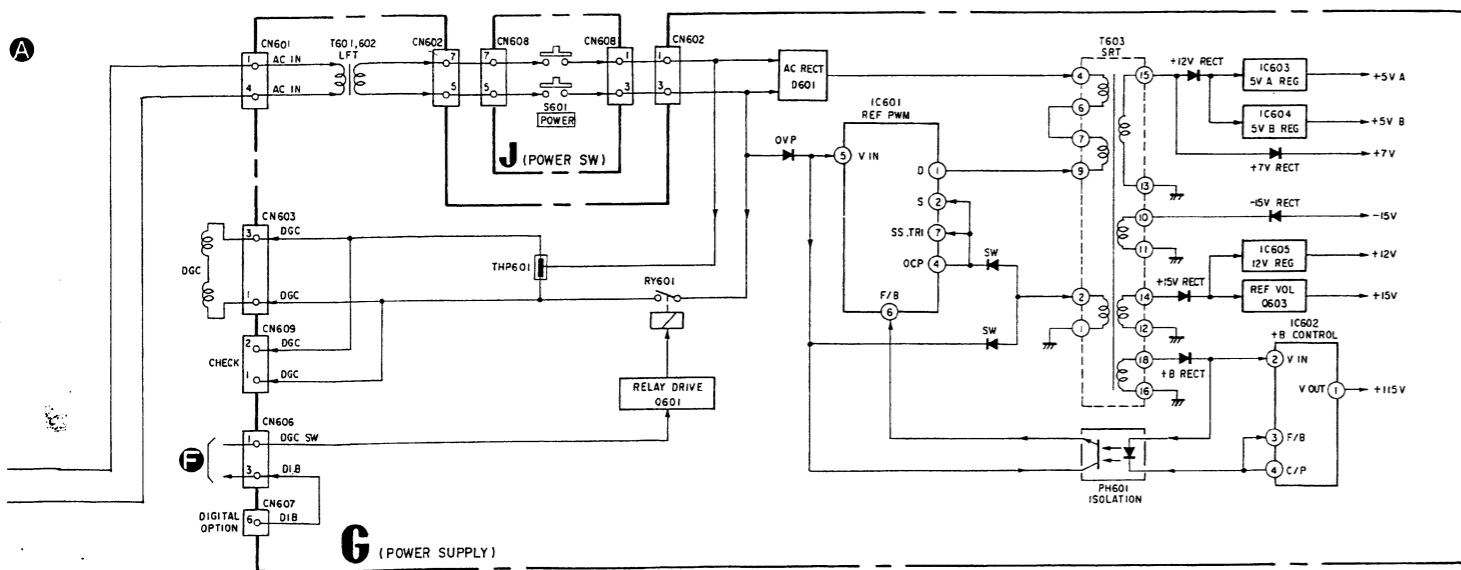 A
CN601
1
AC IN
4
AC IN
T601,602
LFT
CN602
7
5
CN608
7
5
S601
POWER
J (POWER SW)
CN608
1
3
CN602
1
3
AC RECT
D601
OVP
IC601
REF PWM
5
V IN
D
1
S
2
SS.TRI
7
OCP
4
F/B
6
SW
SW
T603
SRT
4
6
7
9
2
1
15
13
10
11
14
12
18
16
+12V RECT
IC603
5V A REG
+5V A
IC604
5V B REG
+5V B
+7V
+7V RECT
-15V RECT
-15V
IC605
12V REG
+12V
+15V RECT
REF VOL
Q603
+15V
IC602
+B CONTROL
+B RECT
2
V IN
V OUT
1
+115V
3
F/B
4
C/P
PH601
ISOLATION
CN603
3
DGC
DGC
1
DGC
THP601
RY601
CN609
2
DGC
CHECK
1
DGC
RELAY DRIVE
Q601
CN606
1
DGC SW
F
3
DI.B
CN607
DIGITAL
OPTION
6
DIB
G (POWER SUPPLY)